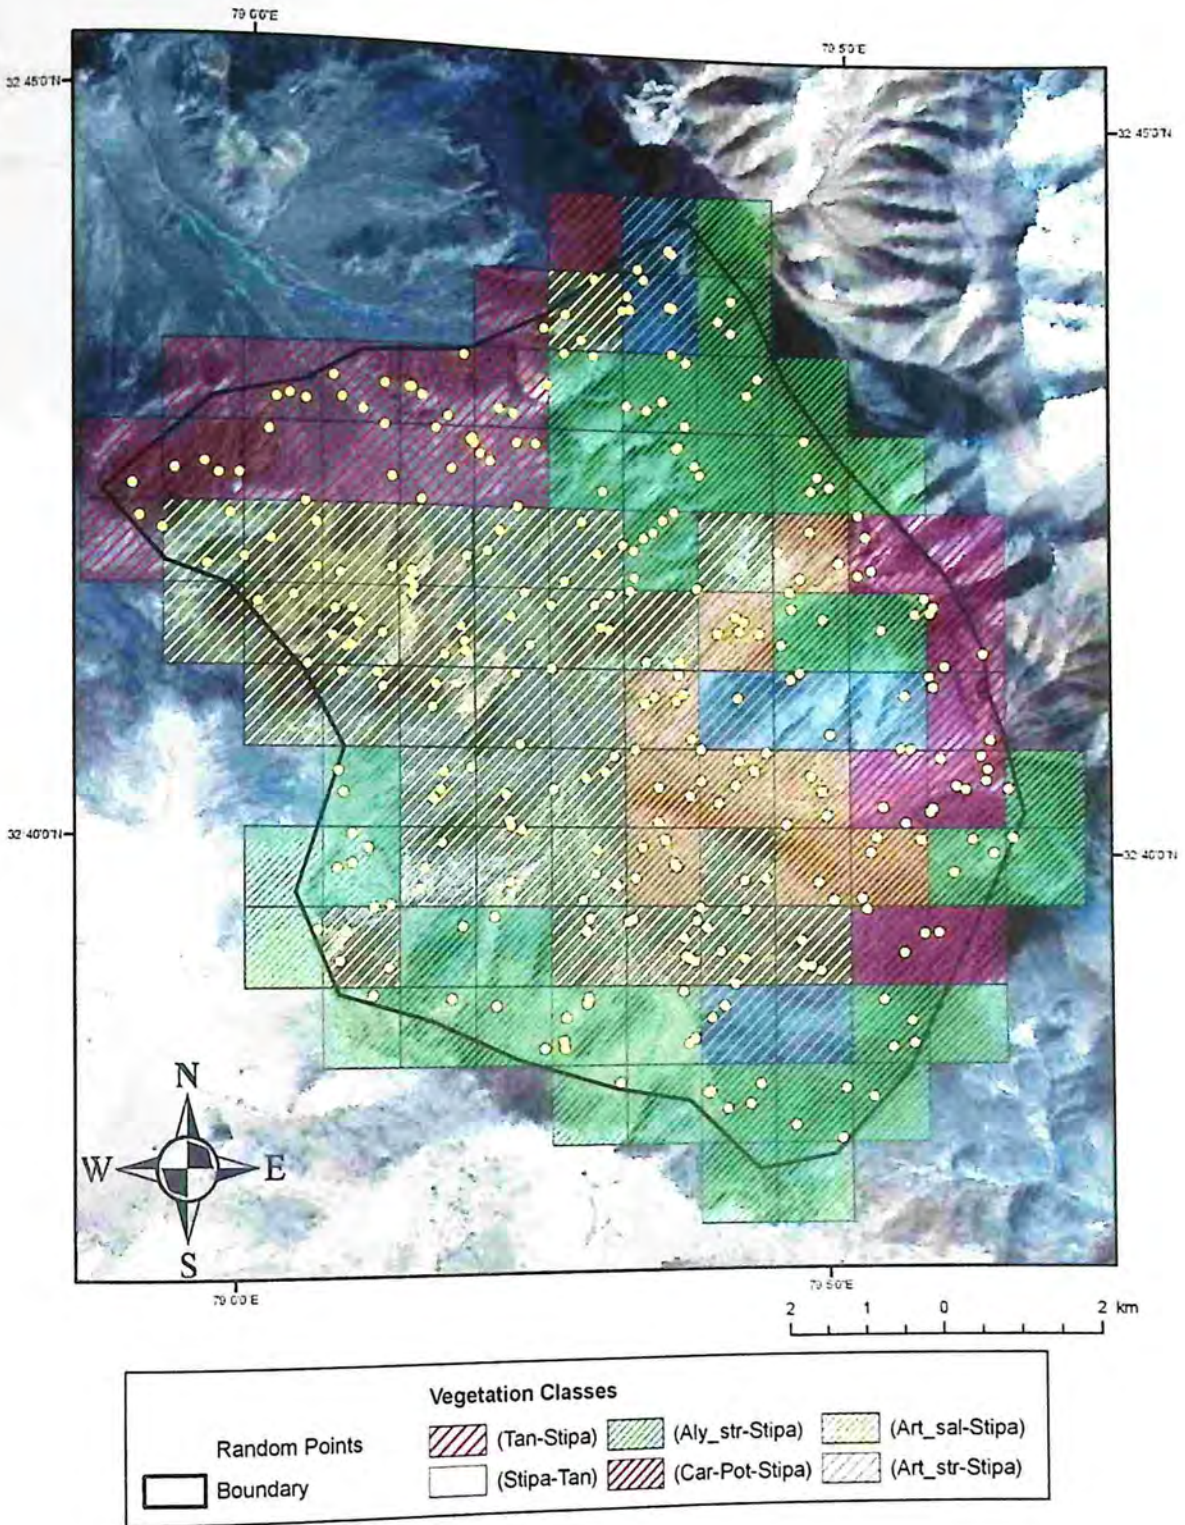 79 0'0"E
79 5'0"E
32 45'0"N
32 45'0"N
32 40'0"N
32 40'0"N
N
W E
S
79 0'0"E
79 5'0"E
2 1 0 2 km
Vegetation Classes
Random Points
Boundary
(Tan-Stipa)
(Aly_str-Stipa)
(Art_sal-Stipa)
(Stipa-Tan)
(Car-Pot-Stipa)
(Art_str-Stipa)